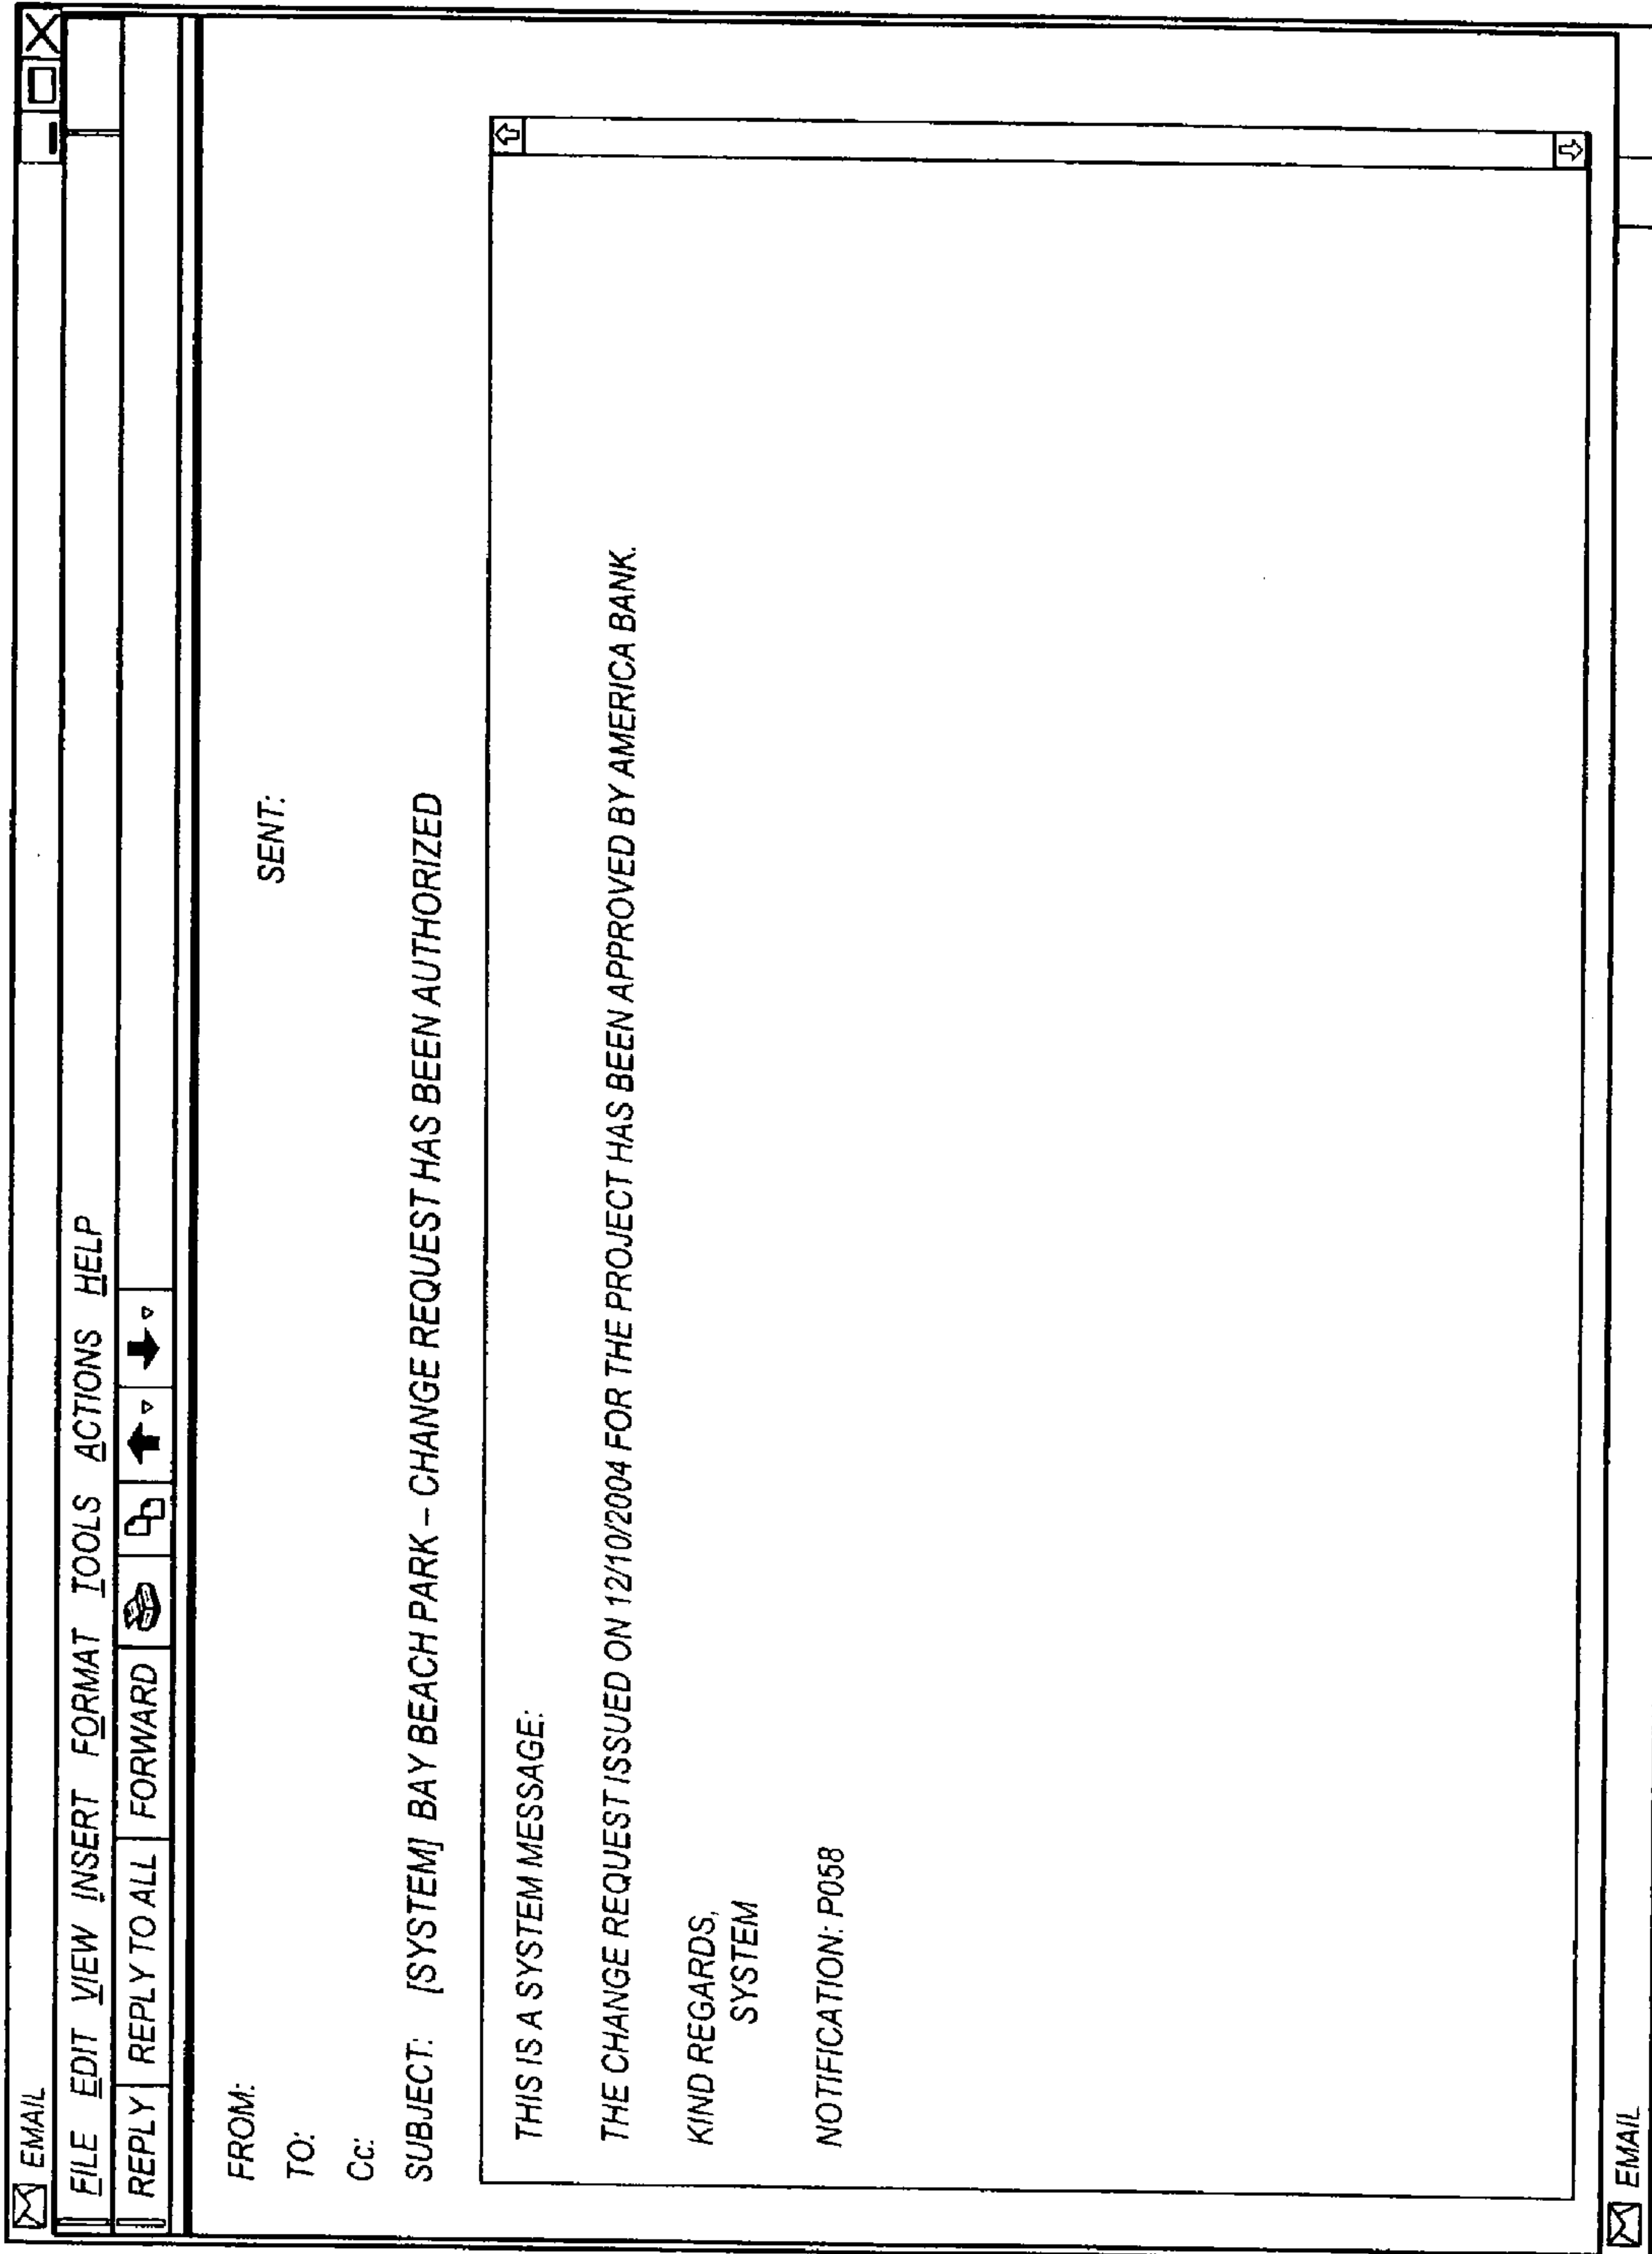 EMAIL
FILE EDIT VIEW INSERT FORMAT TOOLS ACTIONS HELP
REPLY REPLY TO ALL FORWARD
FROM:
SENT:
TO:
Cc:
SUBJECT: [SYSTEM] BAY BEACH PARK – CHANGE REQUEST HAS BEEN AUTHORIZED
THIS IS A SYSTEM MESSAGE:
THE CHANGE REQUEST ISSUED ON 12/10/2004 FOR THE PROJECT HAS BEEN APPROVED BY AMERICA BANK.
KIND REGARDS,
SYSTEM
NOTIFICATION: P058
EMAIL